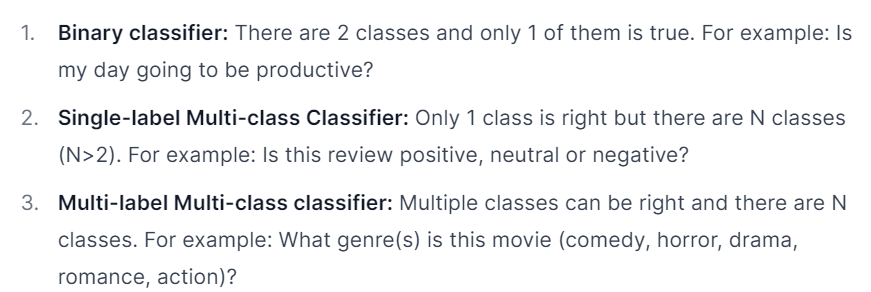 1. Binary classifier: There are 2 classes and only 1 of them is true. For example: Is
my day going to be productive?
2. Single-label Multi-class Classifier: Only 1 class is right but there are N classes
(N>2). For example: Is this review positive, neutral or negative?
3. Multi-label Multi-class classifier: Multiple classes can be right and there are N
classes. For example: What genre(s) is this movie (comedy, horror, drama,
romance, action)?